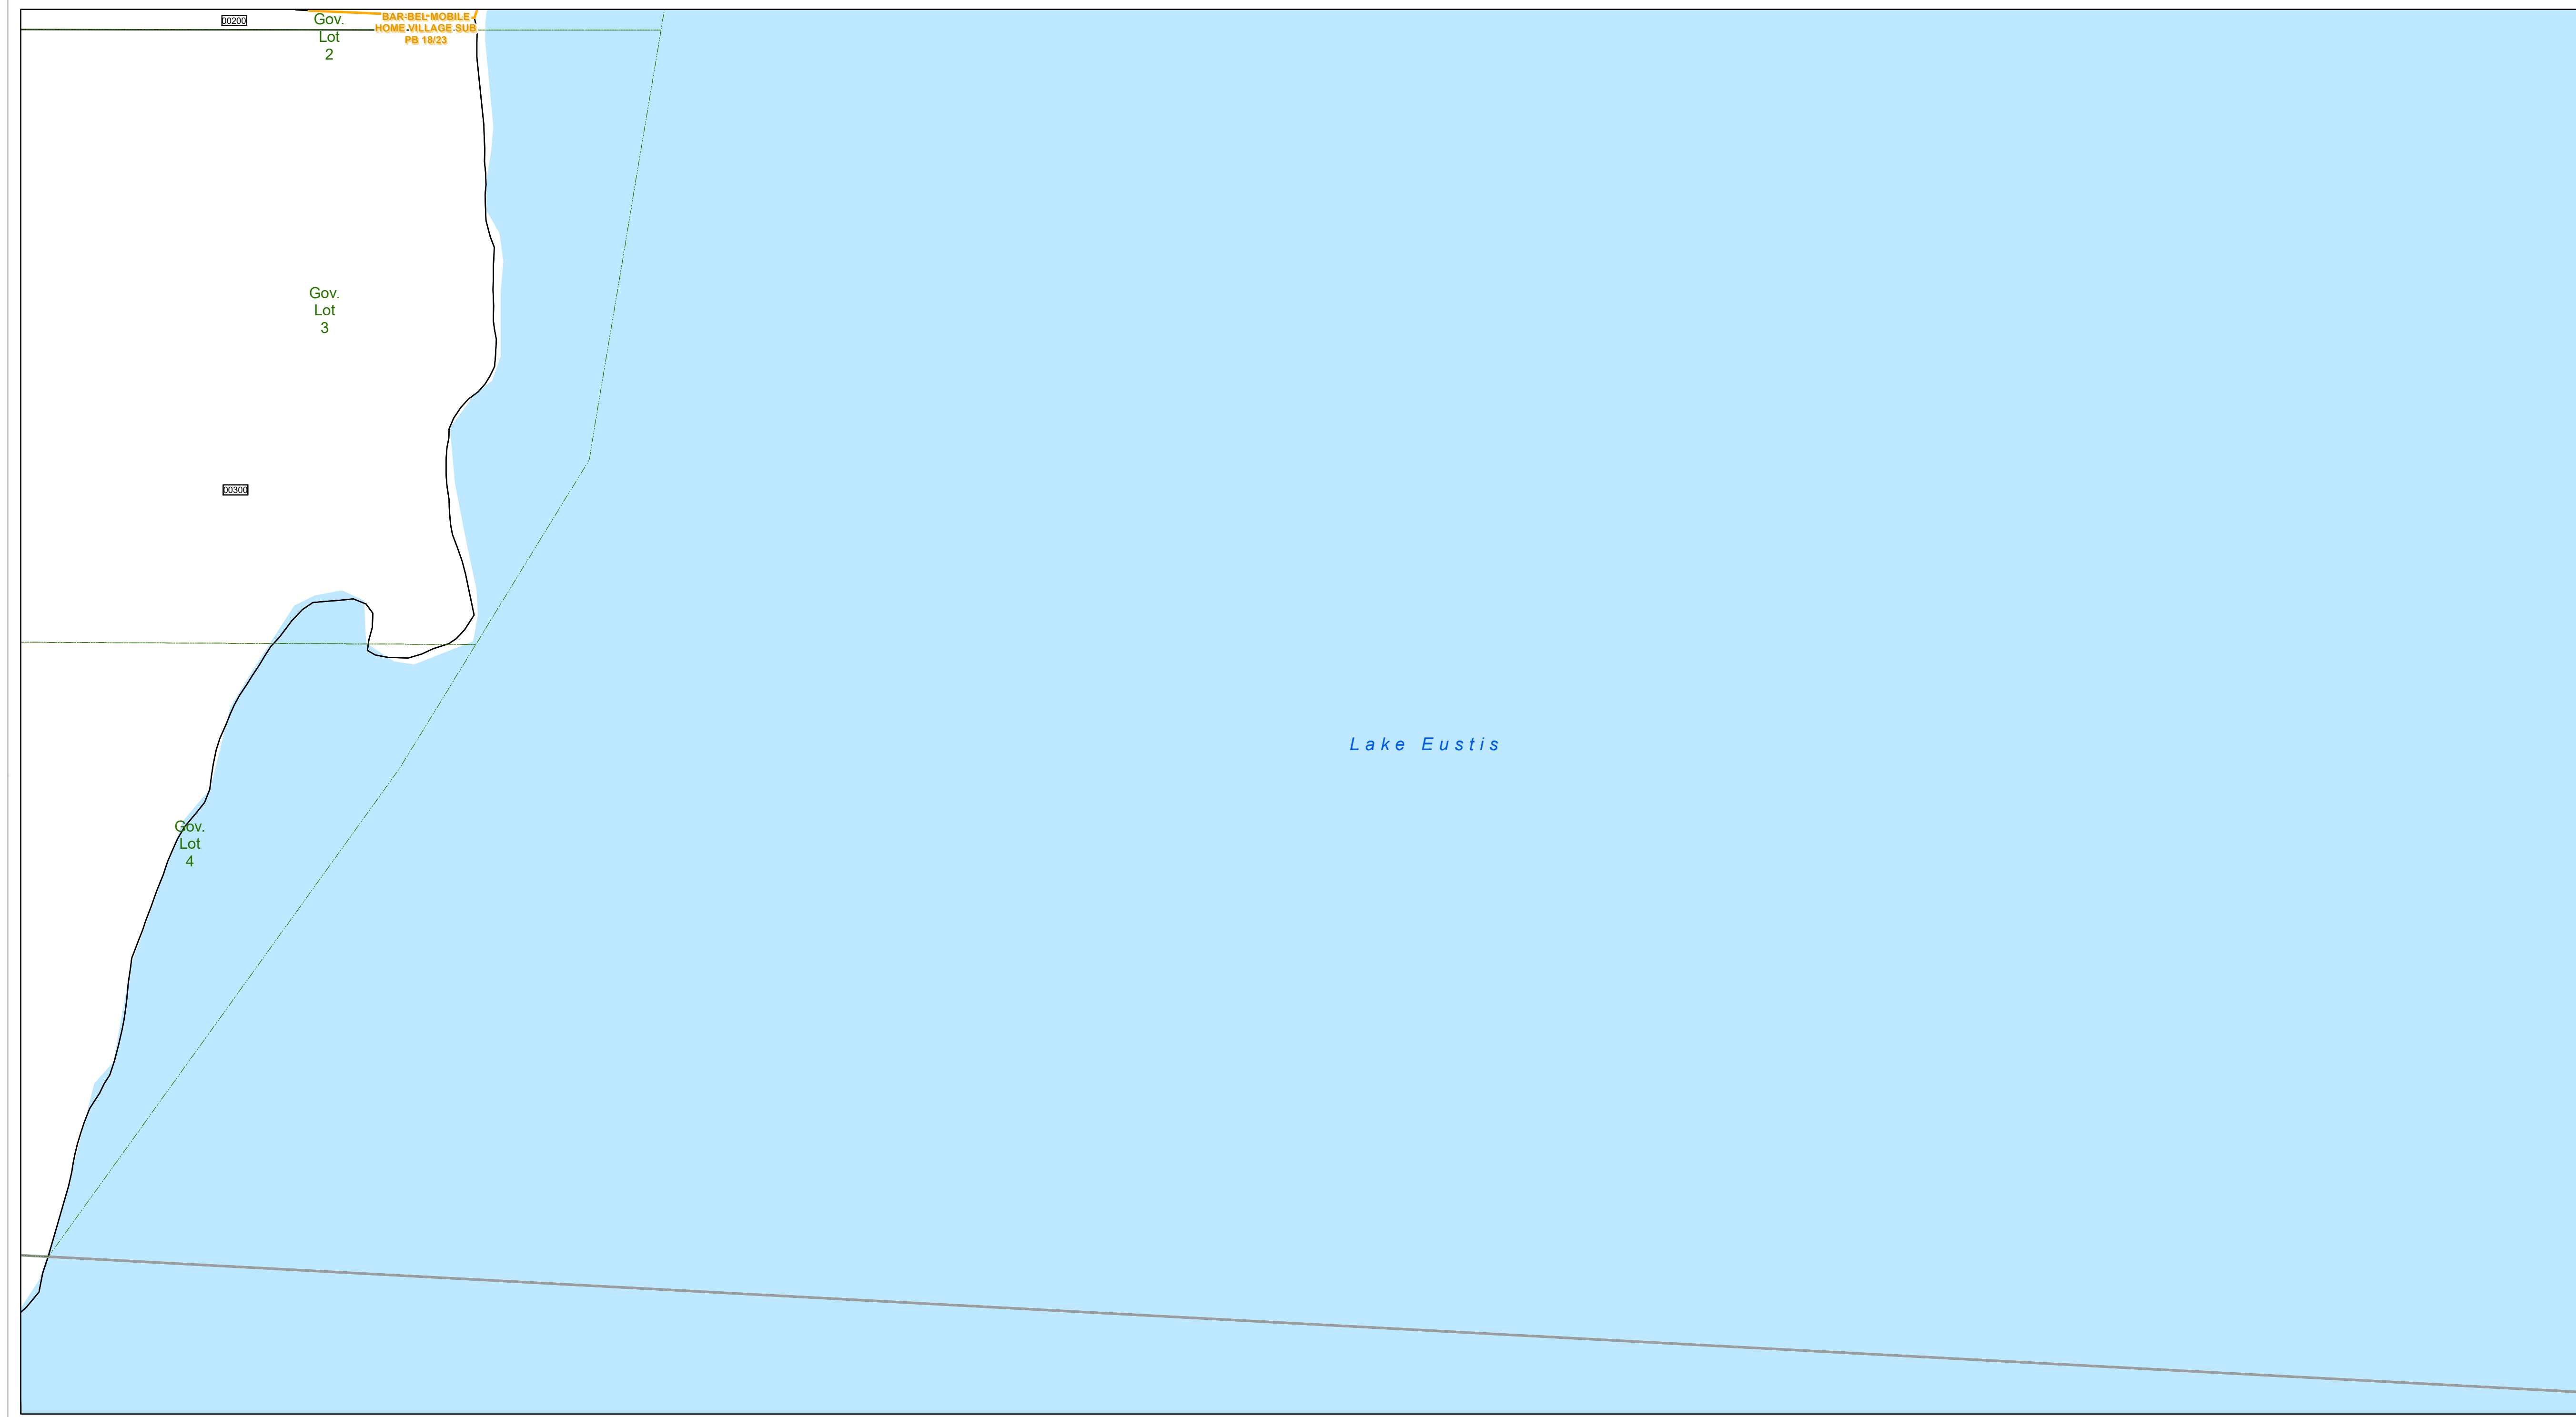 00200
Gov.
Lot
2
BAR-BEL MOBILE
HOME VILLAGE SUB
PB 18/23
Gov.
Lot
3
00300
Lake Eustis
Gov.
Lot
4